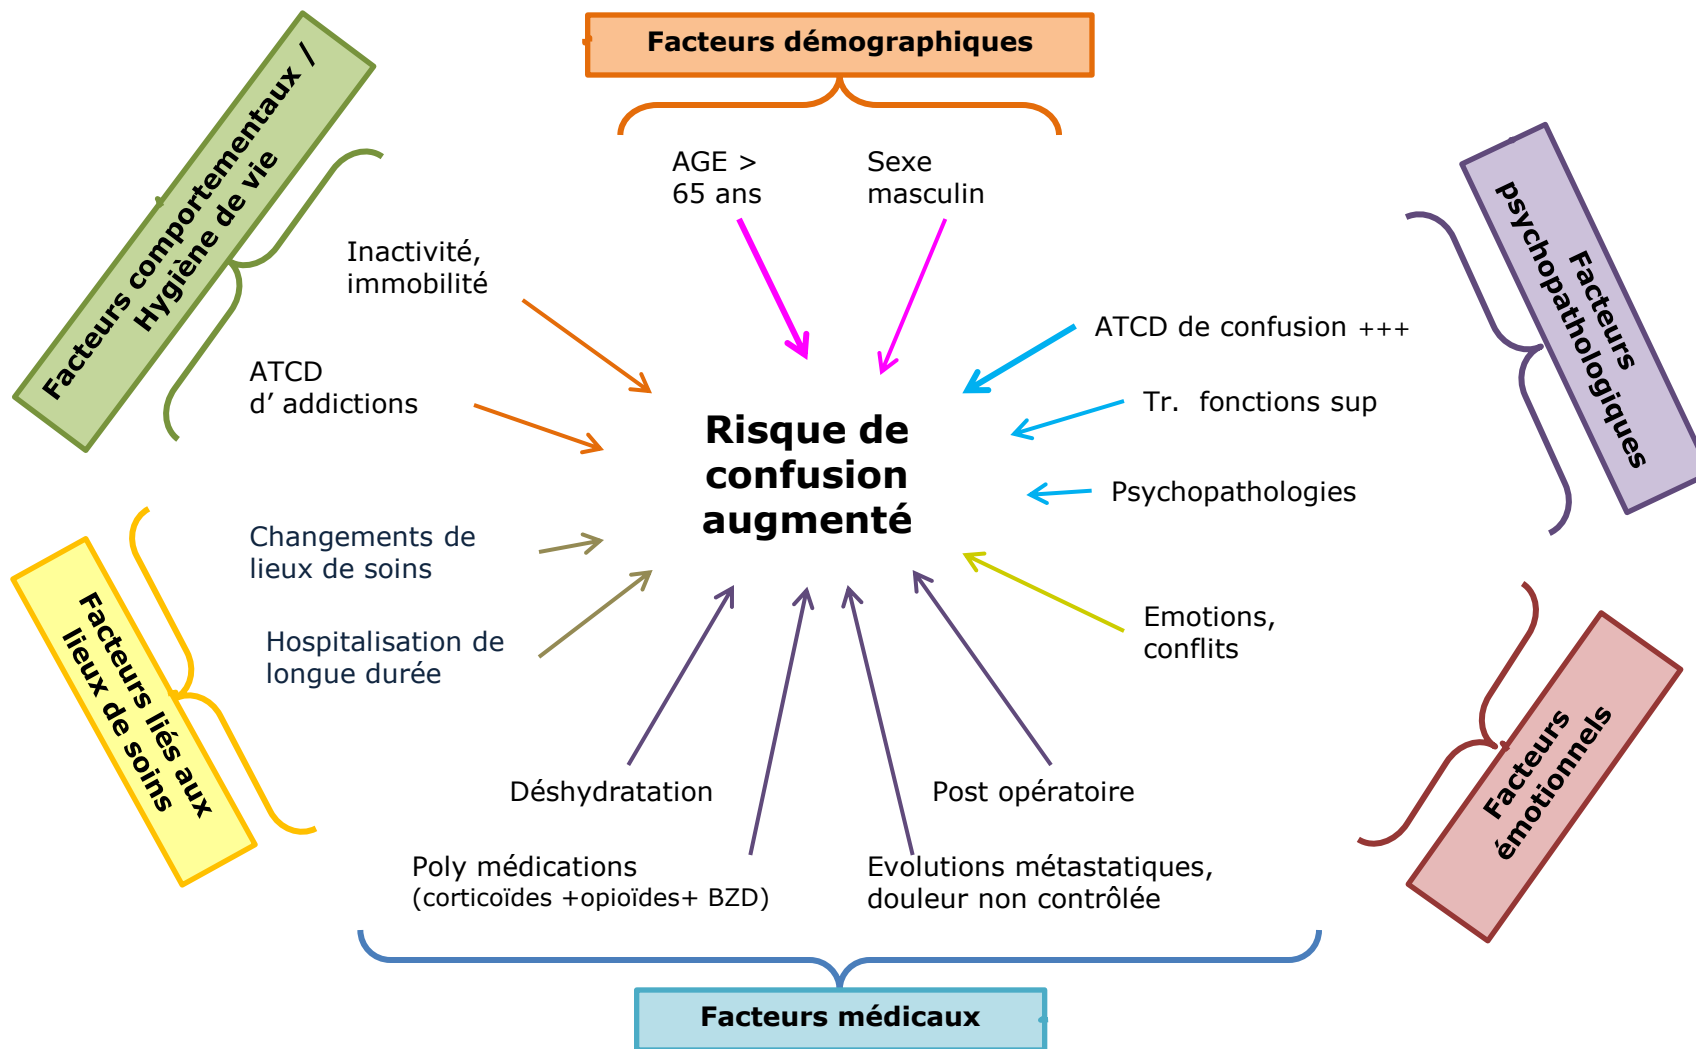 Facteurs démographiques
AGE >
65 ans
Sexe
masculin
Facteurs comportementaux /
Hygiène de vie
Inactivité,
immobilité
ATCD
d’ addictions
Facteurs
psychopathologiques
ATCD de confusion +++
Tr. fonctions sup
Psychopathologies
Risque de
confusion
augmenté
Facteurs liés aux
lieux de soins
Changements de
lieux de soins
Hospitalisation de
longue durée
Emotions,
conflits
Facteurs
émotionnels
Déshydratation
Post opératoire
Poly médications
(corticoïdes +opioïdes+ BZD)
Evolutions métastatiques,
douleur non contrôlée
Facteurs médicaux